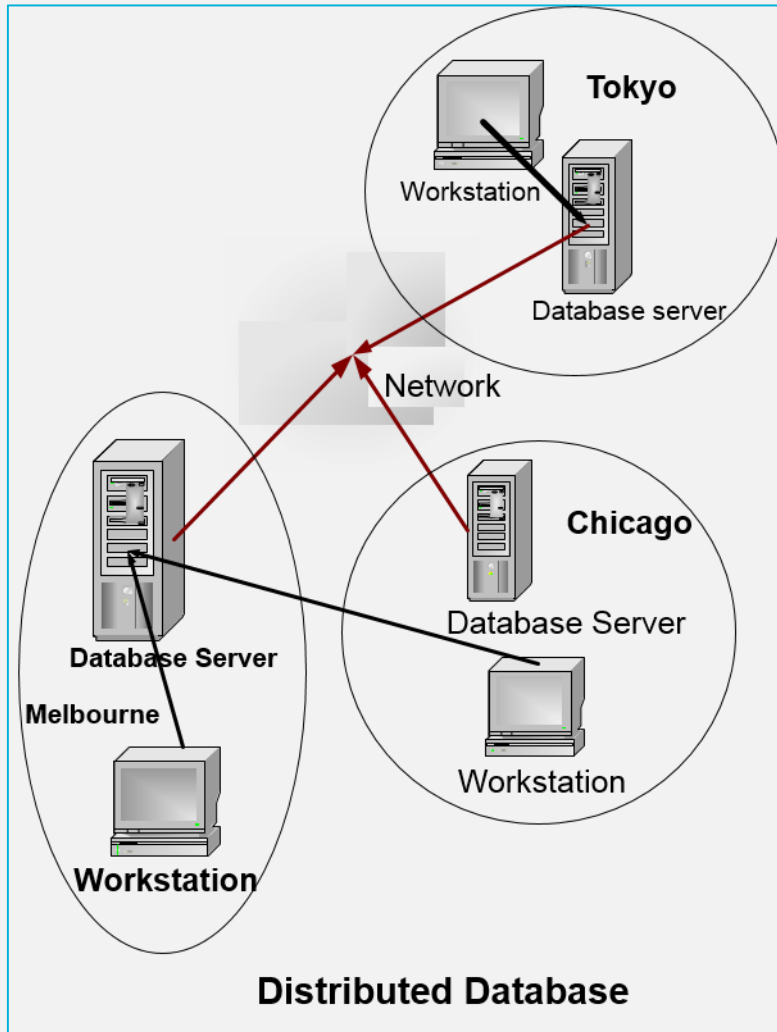 Tokyo
Workstation
Database server
Network
Chicago
Database Server
Workstation
Database Server
Melbourne
Workstation
Distributed Database